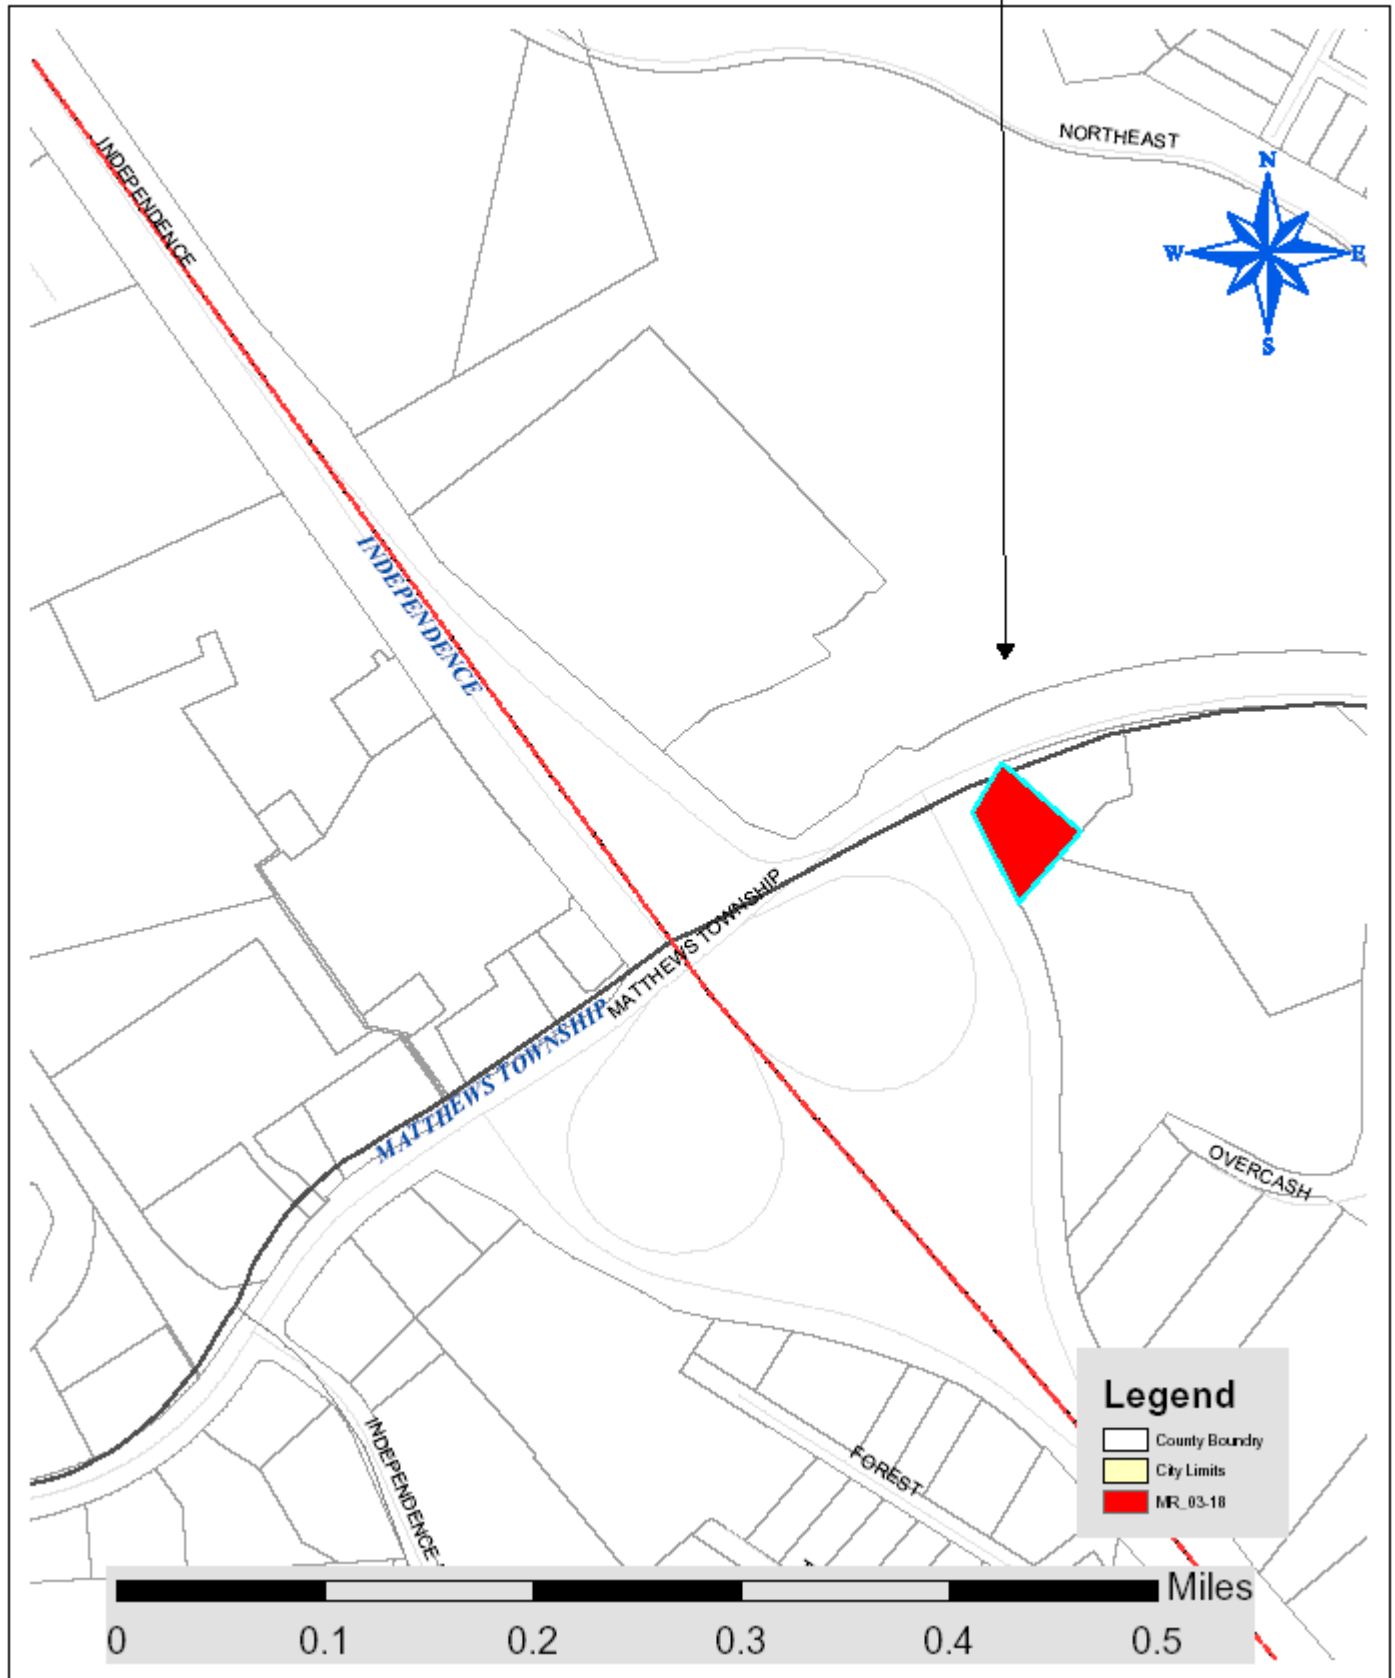 NORTHEAST
N
W E
S
INDEPENDENCE
INDEPENDENCE
MATTHEWS TOWNSHIP
MATTHEWS TOWNSHIP
OVERCASH
Legend
County Boundry
City Limits
MR_03-18
FOREST
INDEPENDENCE
Miles
0 0.1 0.2 0.3 0.4 0.5